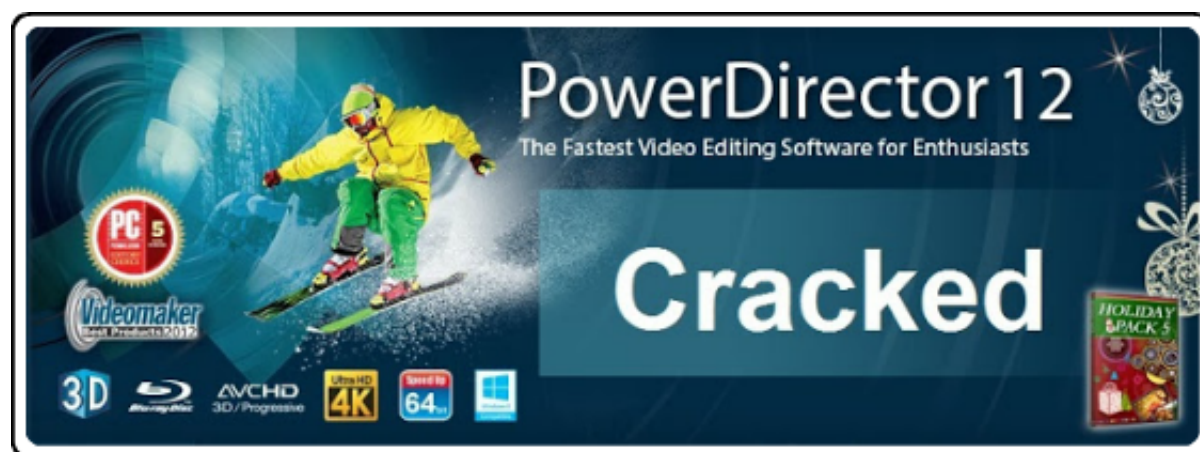 PowerDirector 12
The Fastest Video Editing Software for Enthusiasts
Cracked
PC
5
Videomaker
Best Products 2012
HOLIDAY
PACK 5
3D
Blu-ray Disc
AVCHD
3D / Progressive
Ultra HD
4K
Speed Up
64bit